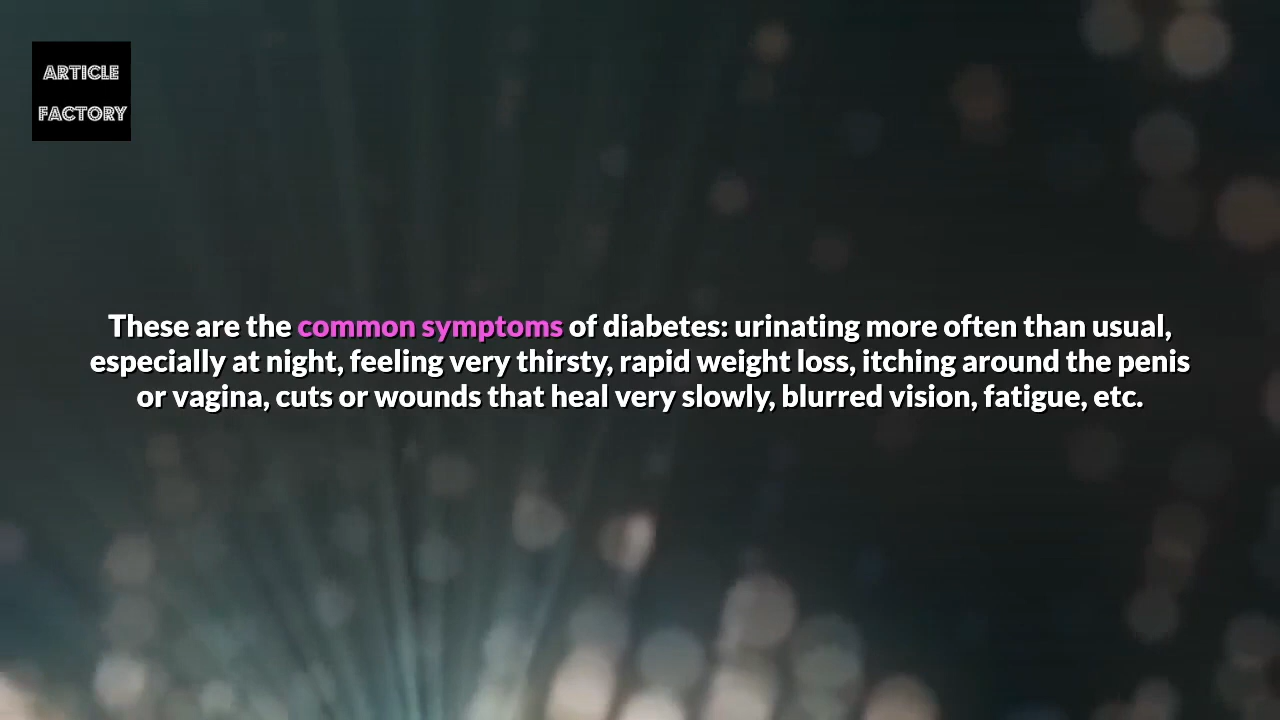 ARTICLE
FACTORY
These are the common symptoms of diabetes: urinating more often than usual,
especially at night, feeling very thirsty, rapid weight loss, itching around the penis
or vagina, cuts or wounds that heal very slowly, blurred vision, fatigue, etc.